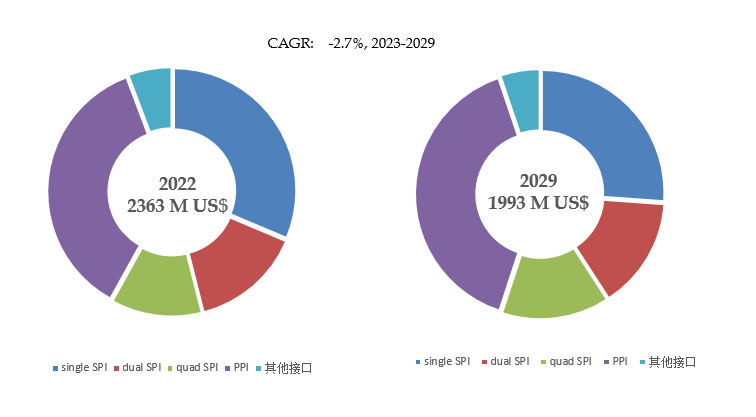 CAGR: -2.7%, 2023-2029
2022
2363 M US$
2029
1993 M US$
single SPI dual SPI quad SPI PPI 其他接口
single SPI dual SPI quad SPI PPI 其他接口